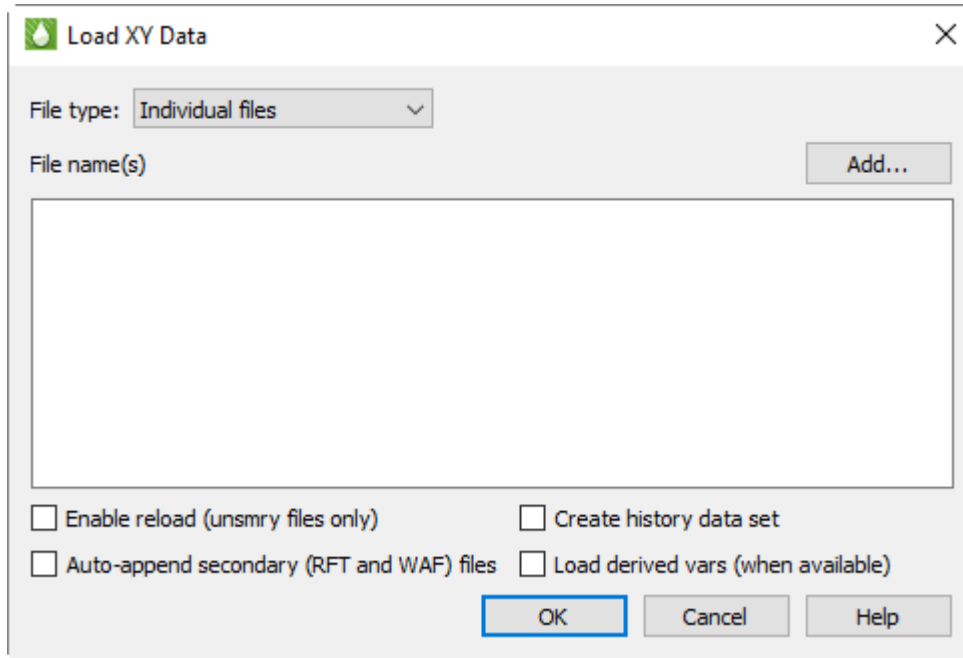 Load XY Data
File type: Individual files
File name(s) Add...
Enable reload (unsmry files only) Create history data set
Auto-append secondary (RFT and WAF) files Load derived vars (when available)
OK Cancel Help